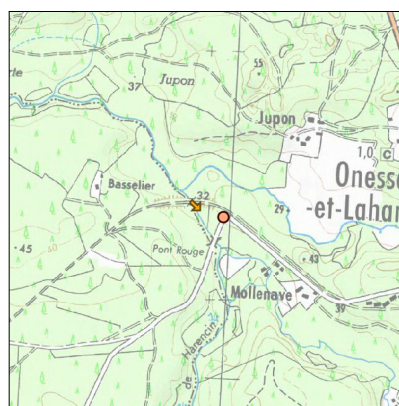 55
37
Jupon
Jupon
1,0
C
Onesse
-et-Lahar
Basselier
32
29
45
Pont Rouge
43
Mollenave
39
de Harencin